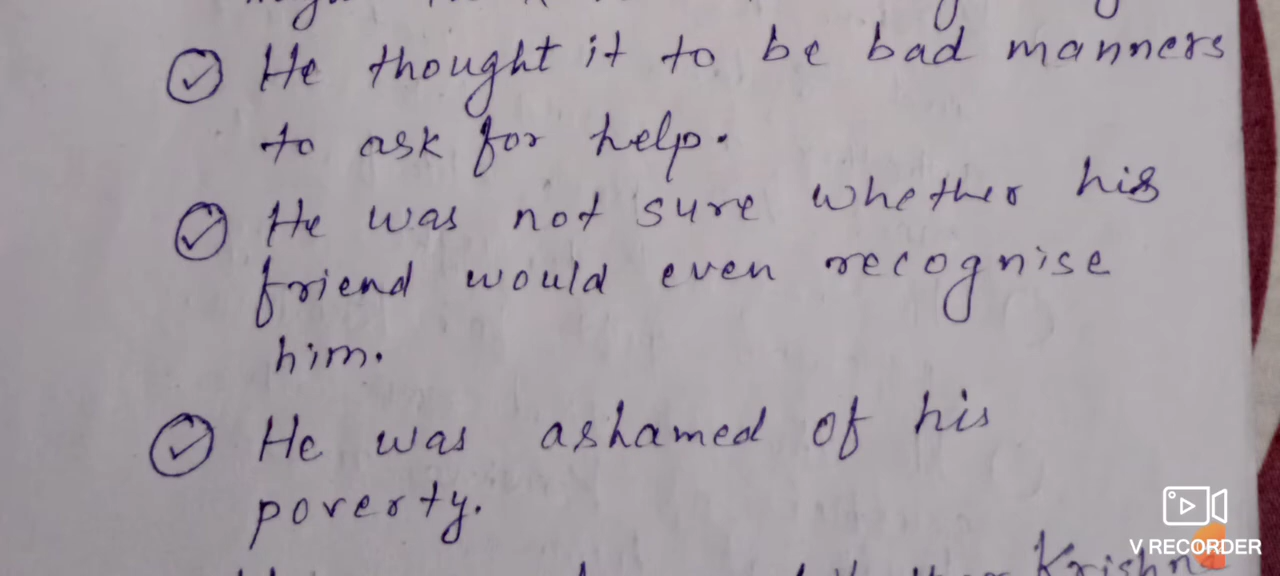 He thought it to be bad manners
to ask for help.
He was not sure whether his
friend would even recognise
him.
He was ashamed of his
poverty.
Krishna
V RECORDER